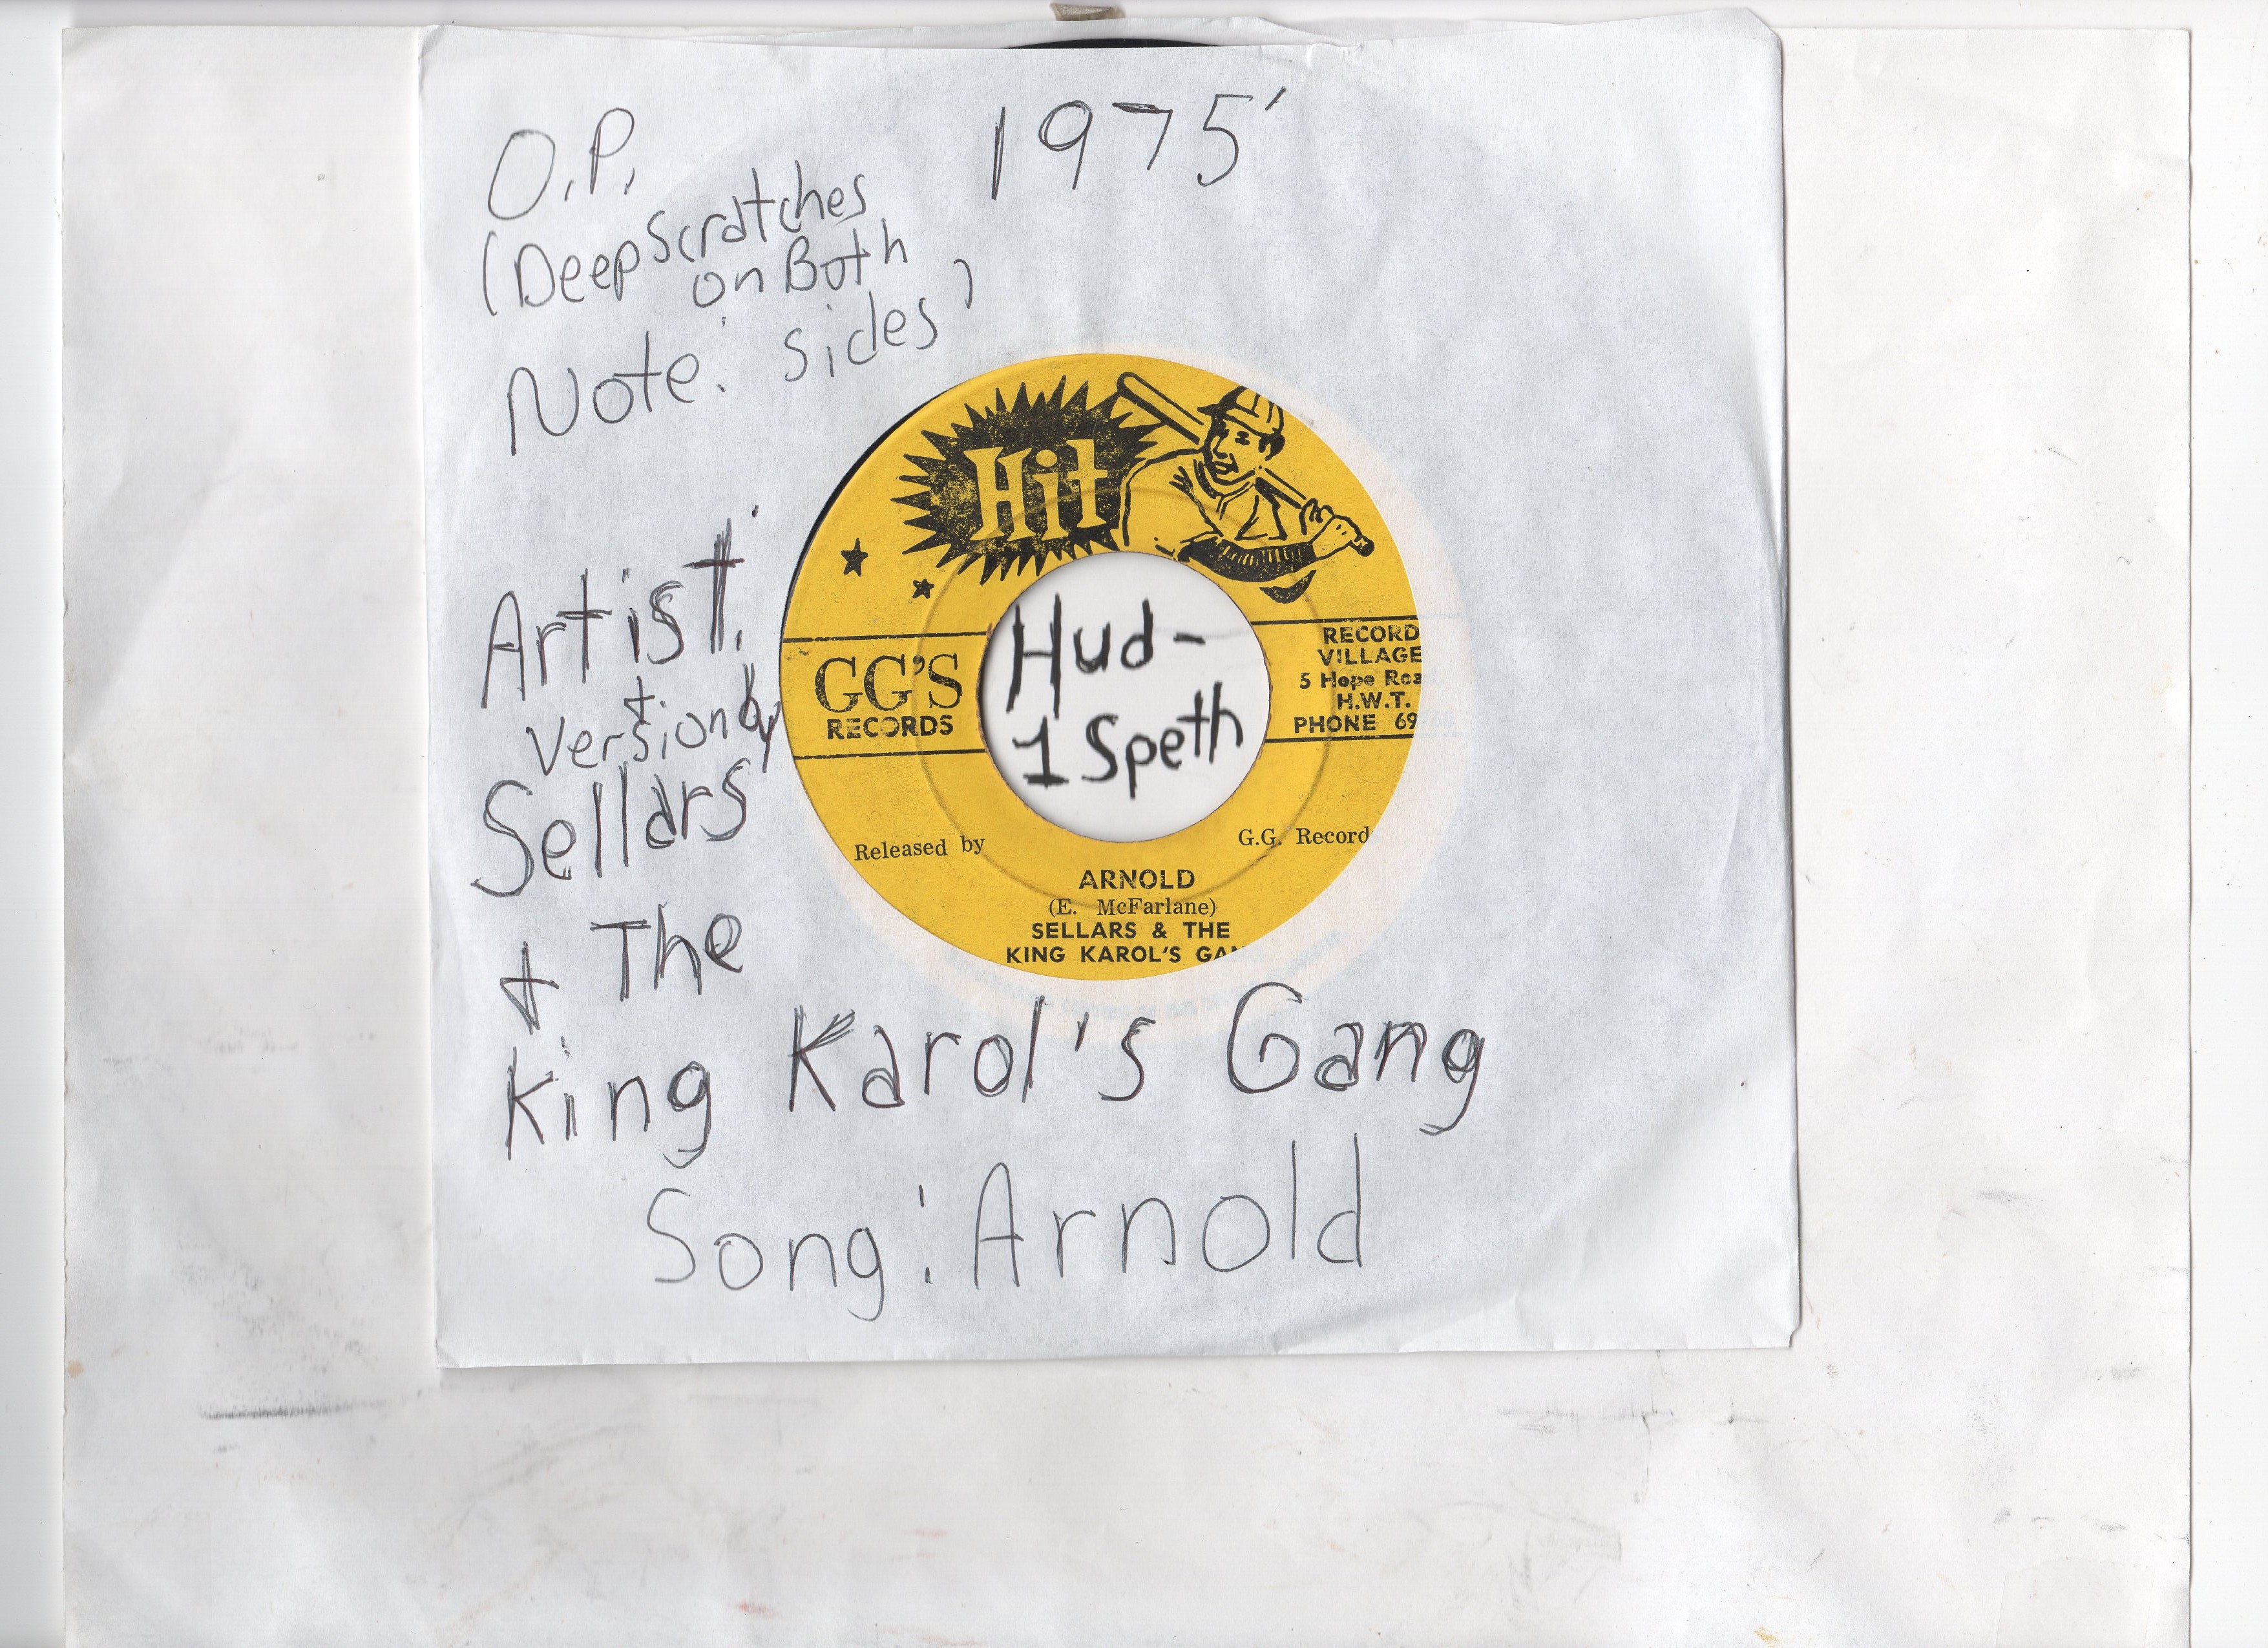 O.P. 1975'
(Deep Scratches
on Both
Note: sides)
Hit
Artist:
+
Version by
Sellars
+ The
King Karol's Gang
Song: Arnold
GG'S
RECORDS
Hud-
1 Speth
RECORD
VILLAGE
5 Hope Roa
H.W.T.
PHONE 69
Released by G.G. Record
ARNOLD
(E. McFarlane)
SELLARS & THE
KING KAROL'S GAN